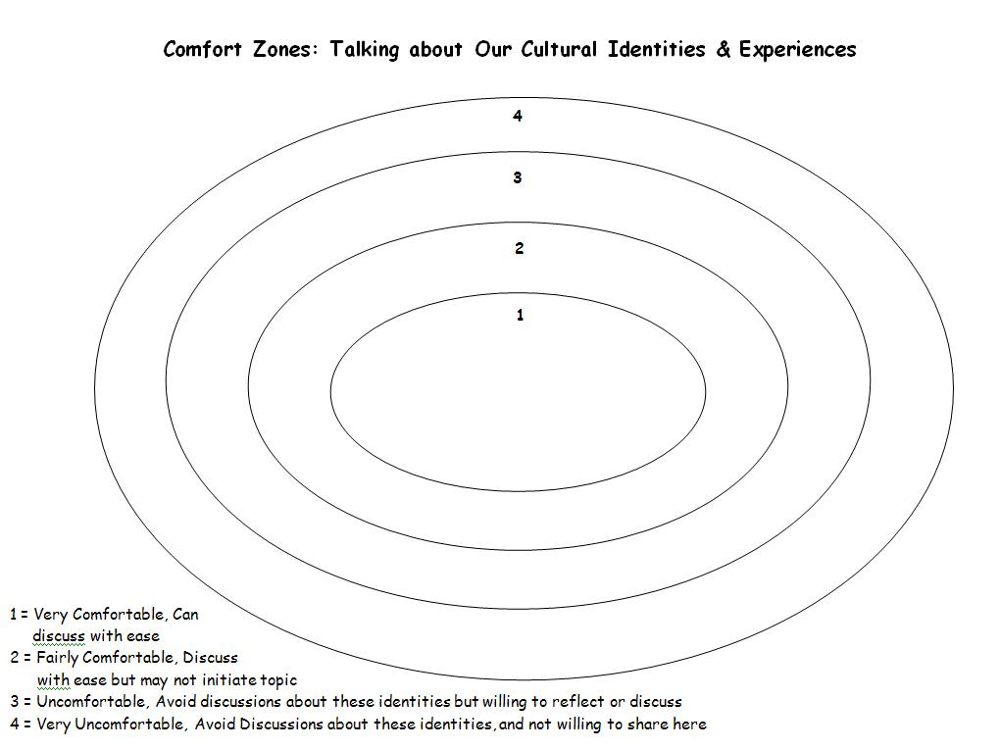 Comfort Zones: Talking about Our Cultural Identities & Experiences
4
3
2
1
1 = Very Comfortable, Can
discuss with ease
2 = Fairly Comfortable, Discuss
with ease but may not initiate topic
3 = Uncomfortable, Avoid discussions about these identities but willing to reflect or discuss
4 = Very Uncomfortable, Avoid Discussions about these identities, and not willing to share here